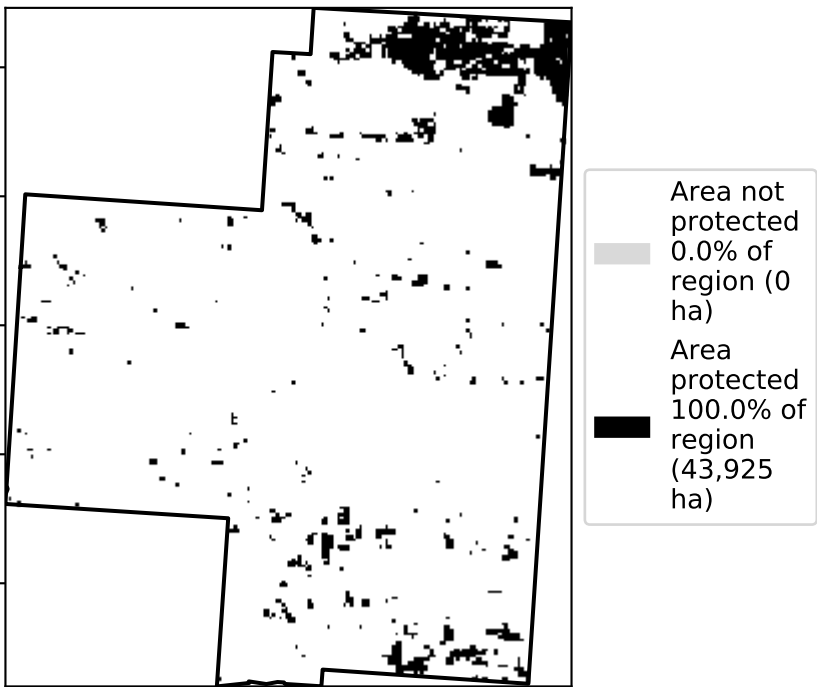 Area not
protected
0.0% of
region (0
ha)
Area
protected
100.0% of
region
(43,925
ha)